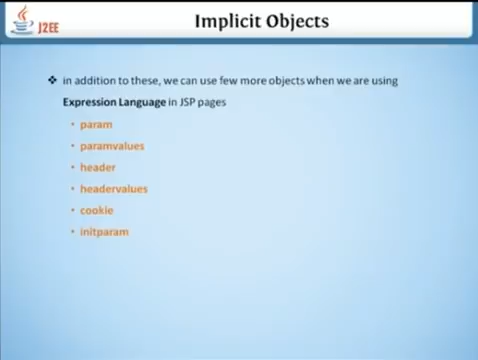 J2EE
Implicit Objects
in addition to these, we can use few more objects when we are using
Expression Language in JSP pages
param
paramvalues
header
headervalues
cookie
initparam